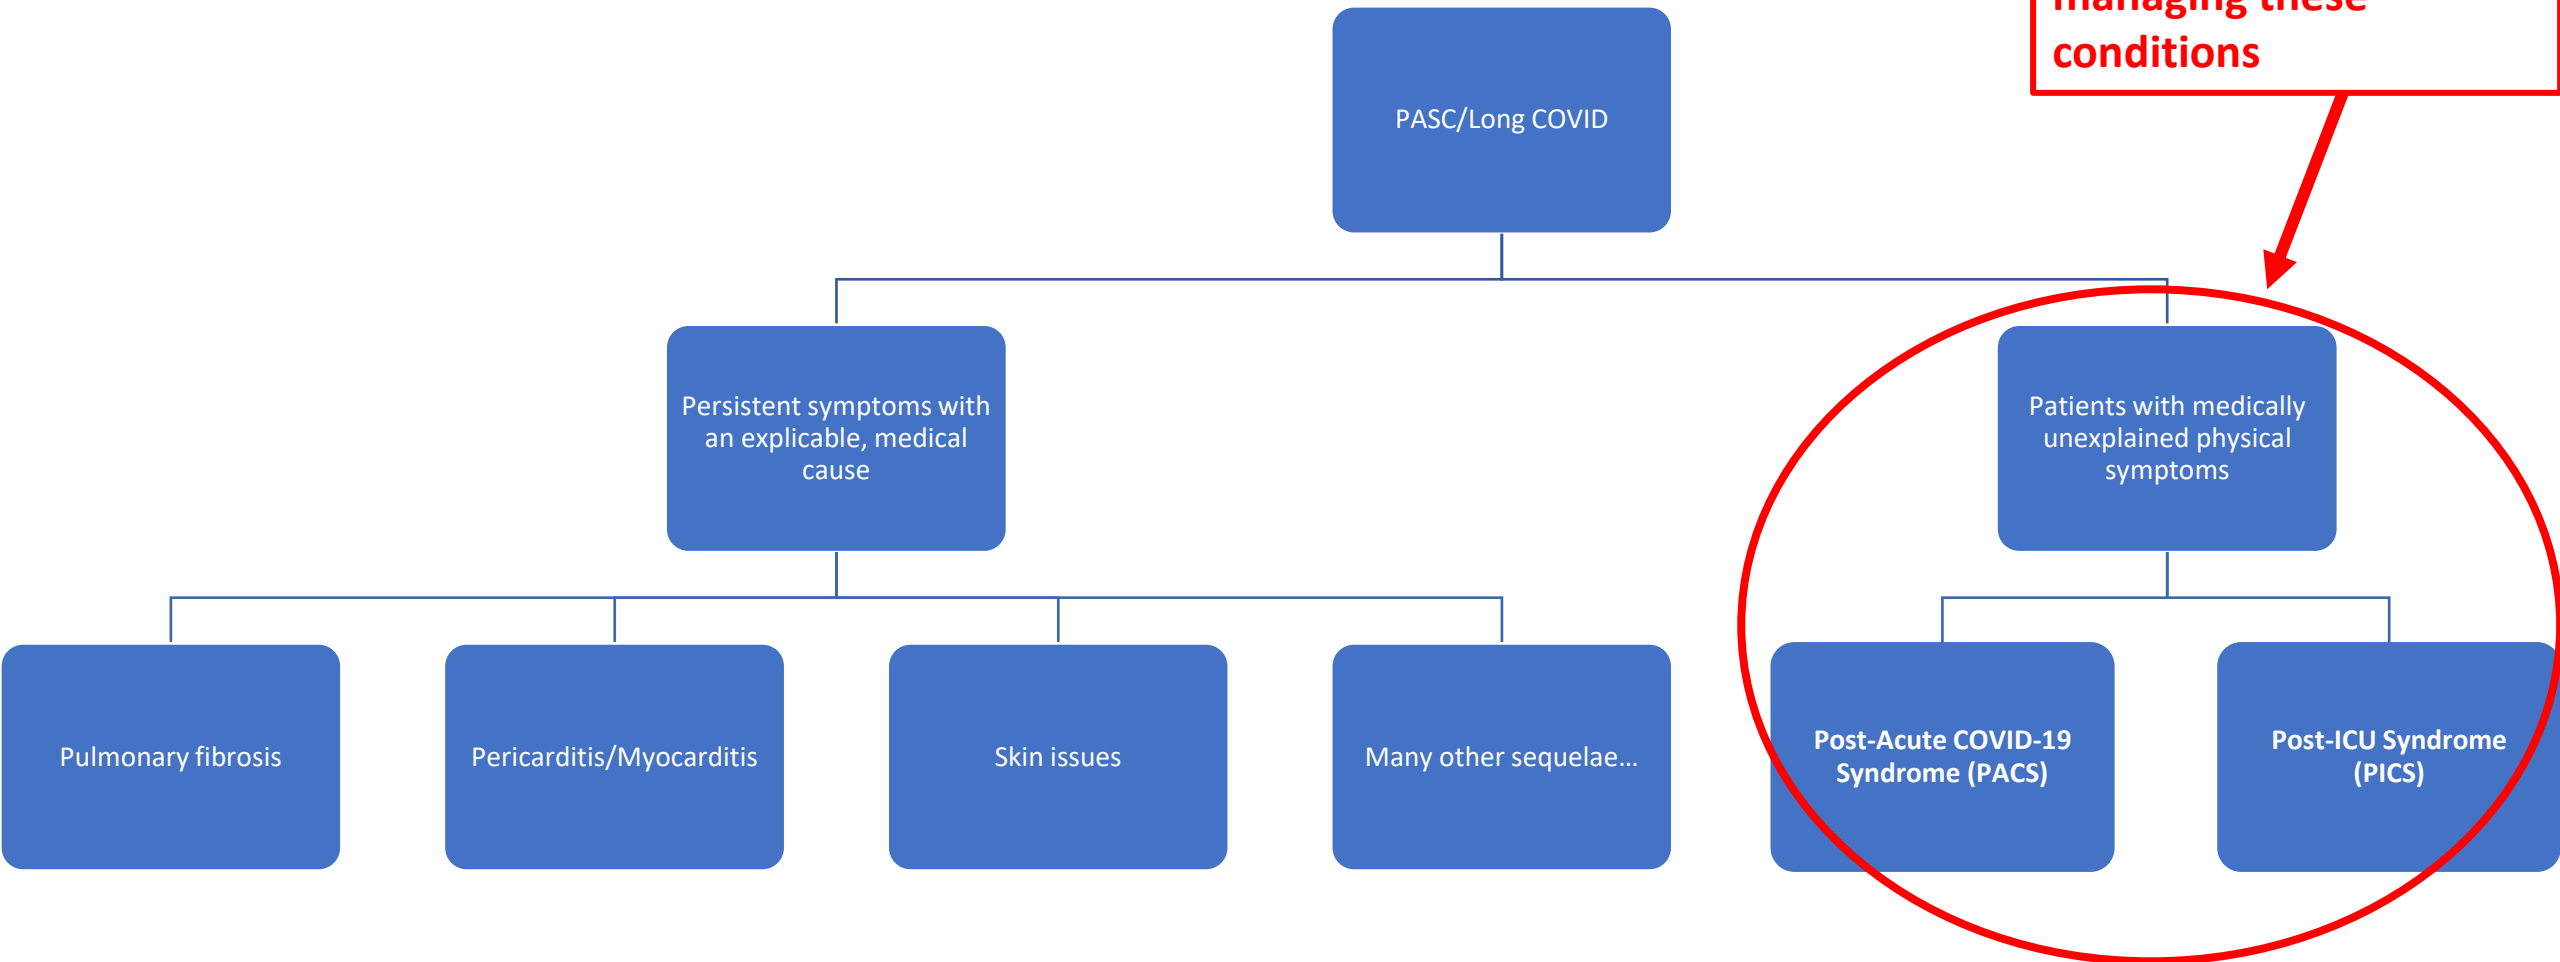 managing these
conditions
PASC/Long COVID
Persistent symptoms with
an explicable, medical
cause
Patients with medically
unexplained physical
symptoms
Pulmonary fibrosis
Pericarditis/Myocarditis
Skin issues
Many other sequelae...
Post-Acute COVID-19
Syndrome (PACS)
Post-ICU Syndrome
(PICS)